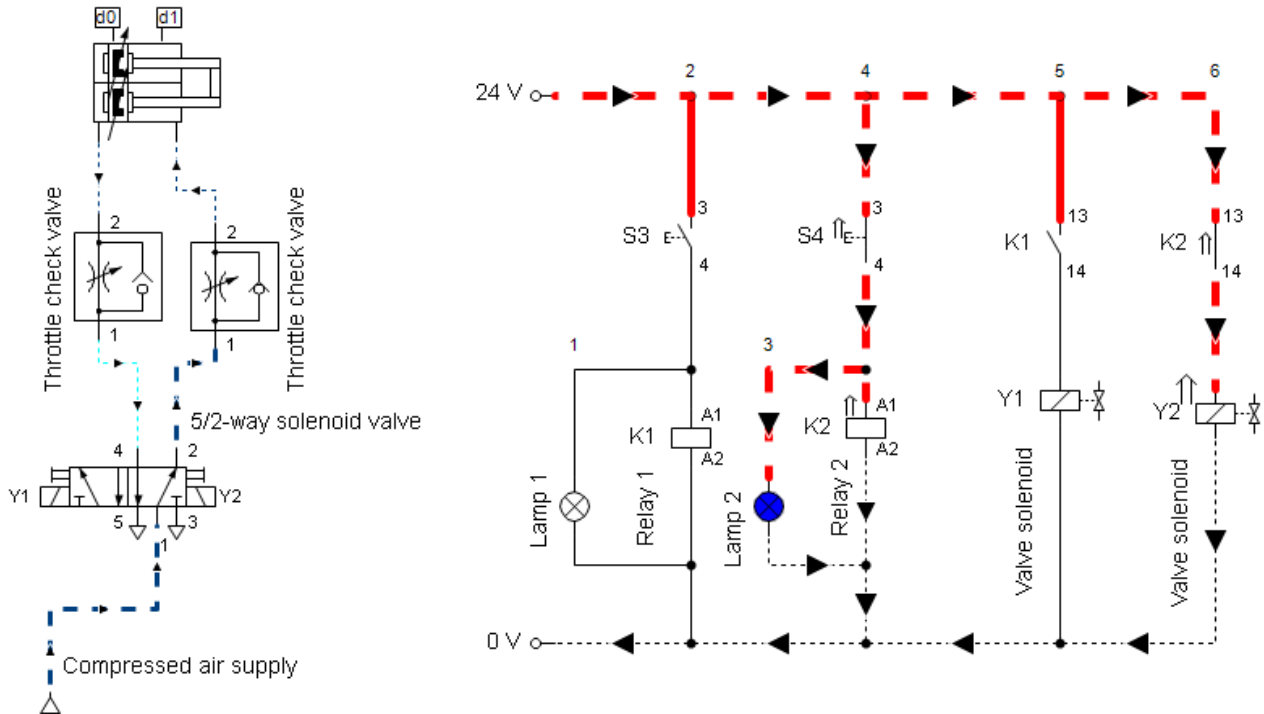 d0 d1
2 4 5 6
24 V
3 3 13 13
S3 S4 K1 K2
4 4 14 14
Throttle check valve
2
1
Throttle check valve
2
1
1 3
5/2-way solenoid valve
4 2
Y1 Y2
5 3
1
Compressed air supply
Lamp 1
Relay 1
K1
A1
A2
Lamp 2
Relay 2
K2
A1
A2
Y1
Valve solenoid
Y2
Valve solenoid
0 V